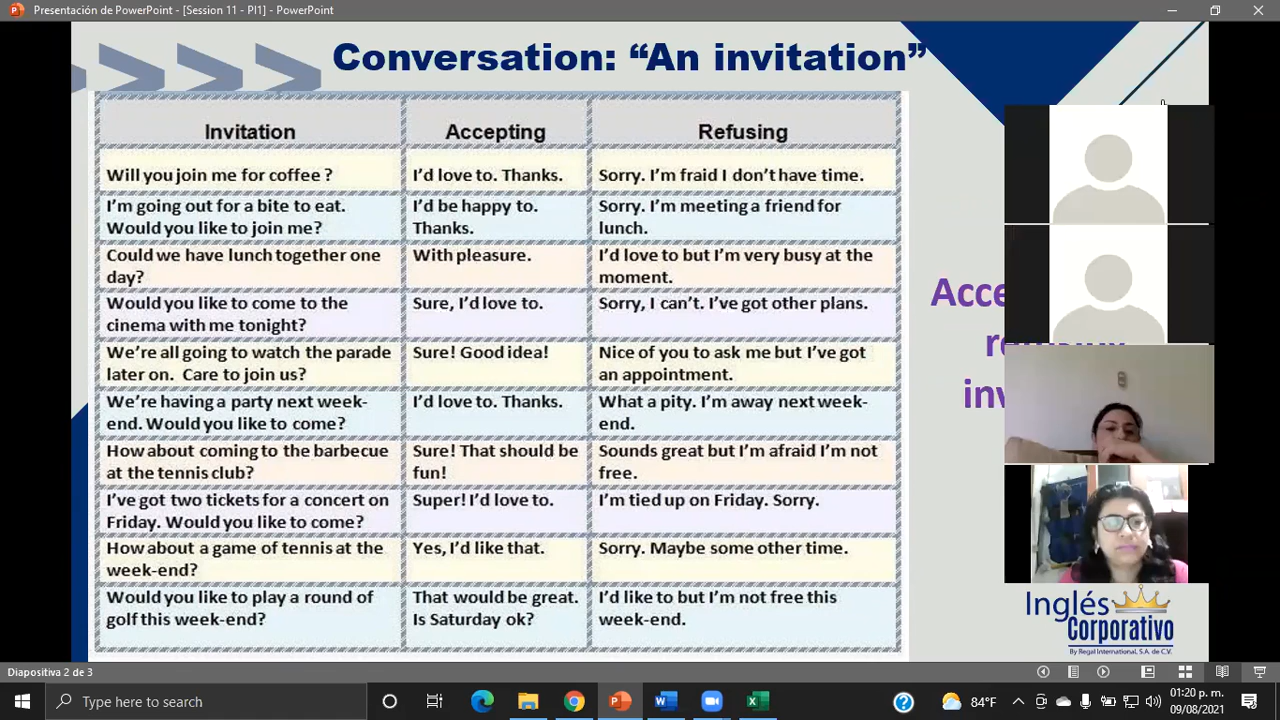 Presentación de PowerPoint - [Session 11 - PI1] - PowerPoint
Conversation: “An invitation”
Invitation
Accepting
Refusing
Will you join me for coffee ?
I’d love to. Thanks.
Sorry. I’m fraid I don’t have time.
I’m going out for a bite to eat.
Would you like to join me?
I’d be happy to.
Thanks.
Sorry. I’m meeting a friend for
lunch.
Could we have lunch together one
day?
With pleasure.
I’d love to but I’m very busy at the
moment.
Would you like to come to the
cinema with me tonight?
Sure, I’d love to.
Sorry, I can’t. I’ve got other plans.
We’re all going to watch the parade
later on. Care to join us?
Sure! Good idea!
Nice of you to ask me but I’ve got
an appointment.
We’re having a party next week-
end. Would you like to come?
I’d love to. Thanks.
What a pity. I’m away next week-
end.
How about coming to the barbecue
at the tennis club?
Sure! That should be
fun!
Sounds great but I’m afraid I’m not
free.
I’ve got two tickets for a concert on
Friday. Would you like to come?
Super! I’d love to.
I’m tied up on Friday. Sorry.
How about a game of tennis at the
week-end?
Yes, I’d like that.
Sorry. Maybe some other time.
Would you like to play a round of
golf this week-end?
That would be great.
Is Saturday ok?
I’d like to but I’m not free this
week-end.
Inglés
Corporativo
By Regal International, S.A. de C.V.
Diapositiva 2 de 3
Type here to search
84°F
01:20 p. m.
09/08/2021